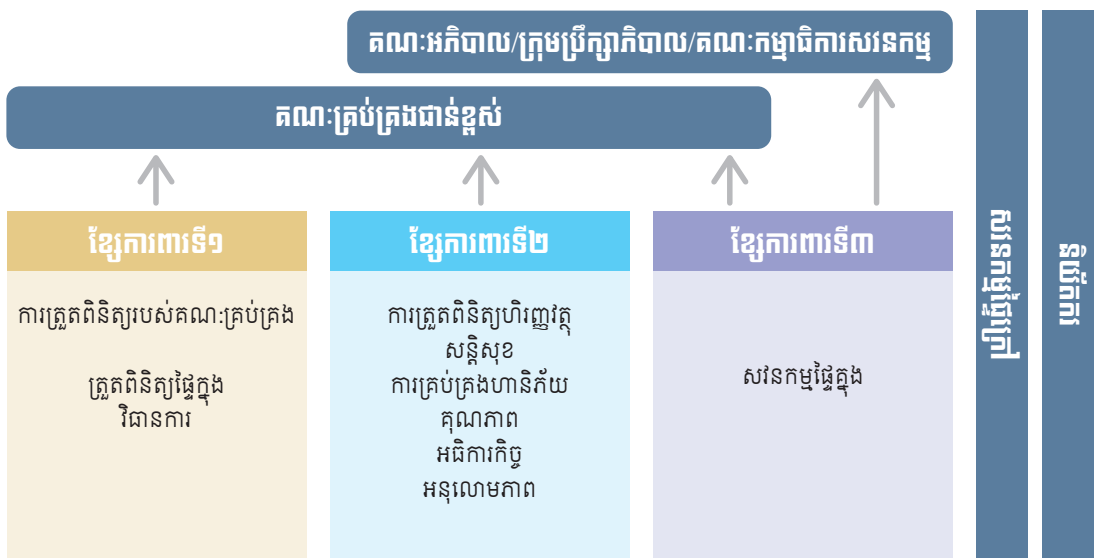 គណៈអភិបាល/ក្រុមប្រឹក្សាភិបាល/គណៈកម្មាធិការសវនកម្ម
គណៈគ្រប់គ្រងជាន់ខ្ពស់
ខ្សែការពារទី១
ការត្រួតពិនិត្យរបស់គណៈគ្រប់គ្រង
ត្រួតពិនិត្យផ្ទៃក្នុង
វិធានការ
ខ្សែការពារទី២
ការត្រួតពិនិត្យហិរញ្ញវត្ថុ
សន្តិសុខ
ការគ្រប់គ្រងហានិភ័យ
គុណភាព
អធិការកិច្ច
អនុលោមភាព
ខ្សែការពារទី៣
សវនកម្មផ្ទៃក្នុង
សវនកម្មផ្ទៃក្រៅ
និយ័តករ